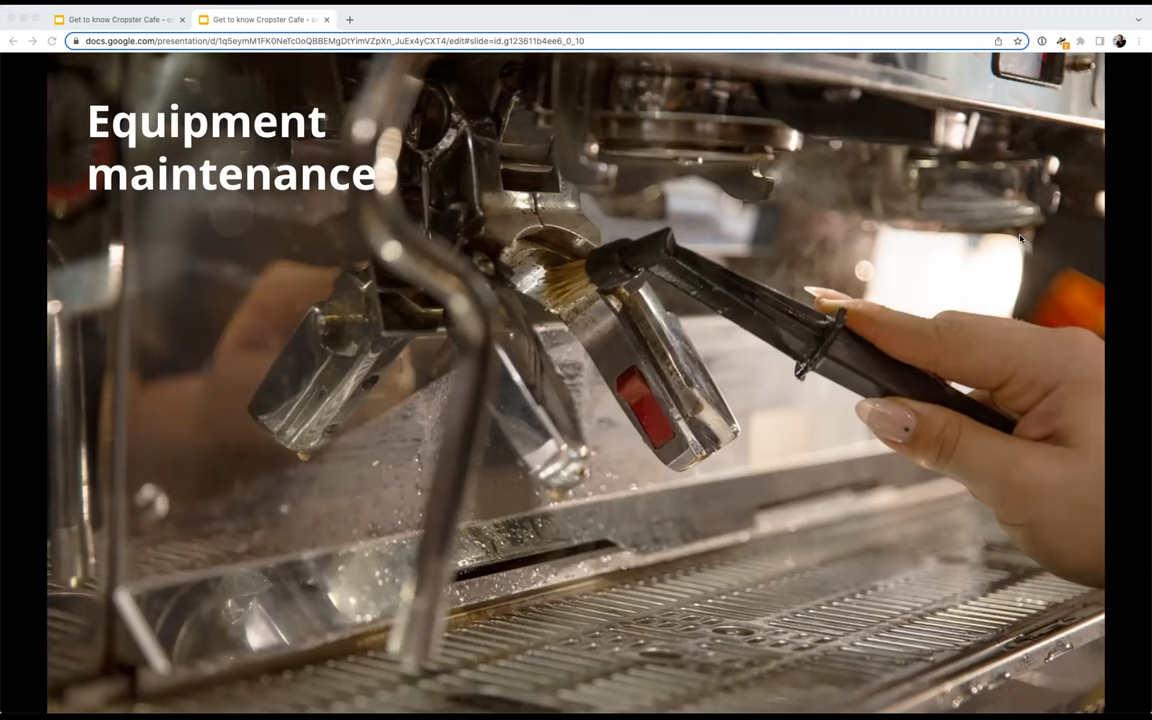 Get to know Cropster Cafe - o
Get to know Cropster Cafe - o
docs.google.com/presentation/d/1q5eymM1FK0NeTc0oQBBEMgDtYimVZpXn_JuEx4yCXT4/edit#slide=id.g123611b4ee6_0_10
Equipment
maintenance